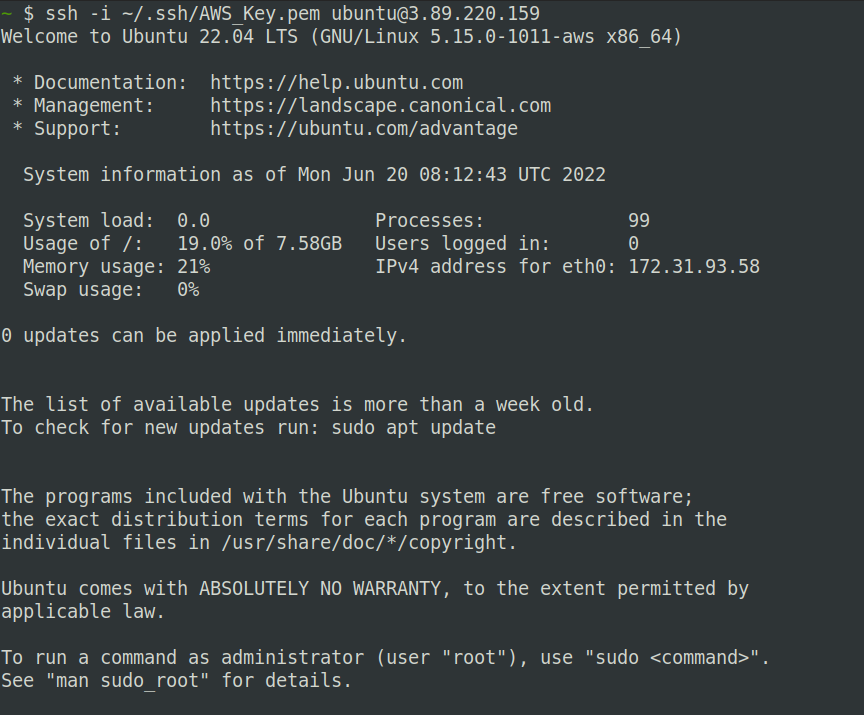 ~ $ ssh -i ~/.ssh/AWS_Key.pem ubuntu@3.89.220.159
Welcome to Ubuntu 22.04 LTS (GNU/Linux 5.15.0-1011-aws x86_64)

 * Documentation:  https://help.ubuntu.com
 * Management:     https://landscape.canonical.com
 * Support:        https://ubuntu.com/advantage

  System information as of Mon Jun 20 08:12:43 UTC 2022

  System load:  0.0               Processes:             99
  Usage of /:   19.0% of 7.58GB   Users logged in:       0
  Memory usage: 21%               IPv4 address for eth0: 172.31.93.58
  Swap usage:   0%

0 updates can be applied immediately.


The list of available updates is more than a week old.
To check for new updates run: sudo apt update


The programs included with the Ubuntu system are free software;
the exact distribution terms for each program are described in the
individual files in /usr/share/doc/*/copyright.

Ubuntu comes with ABSOLUTELY NO WARRANTY, to the extent permitted by
applicable law.

To run a command as administrator (user "root"), use "sudo <command>".
See "man sudo_root" for details.